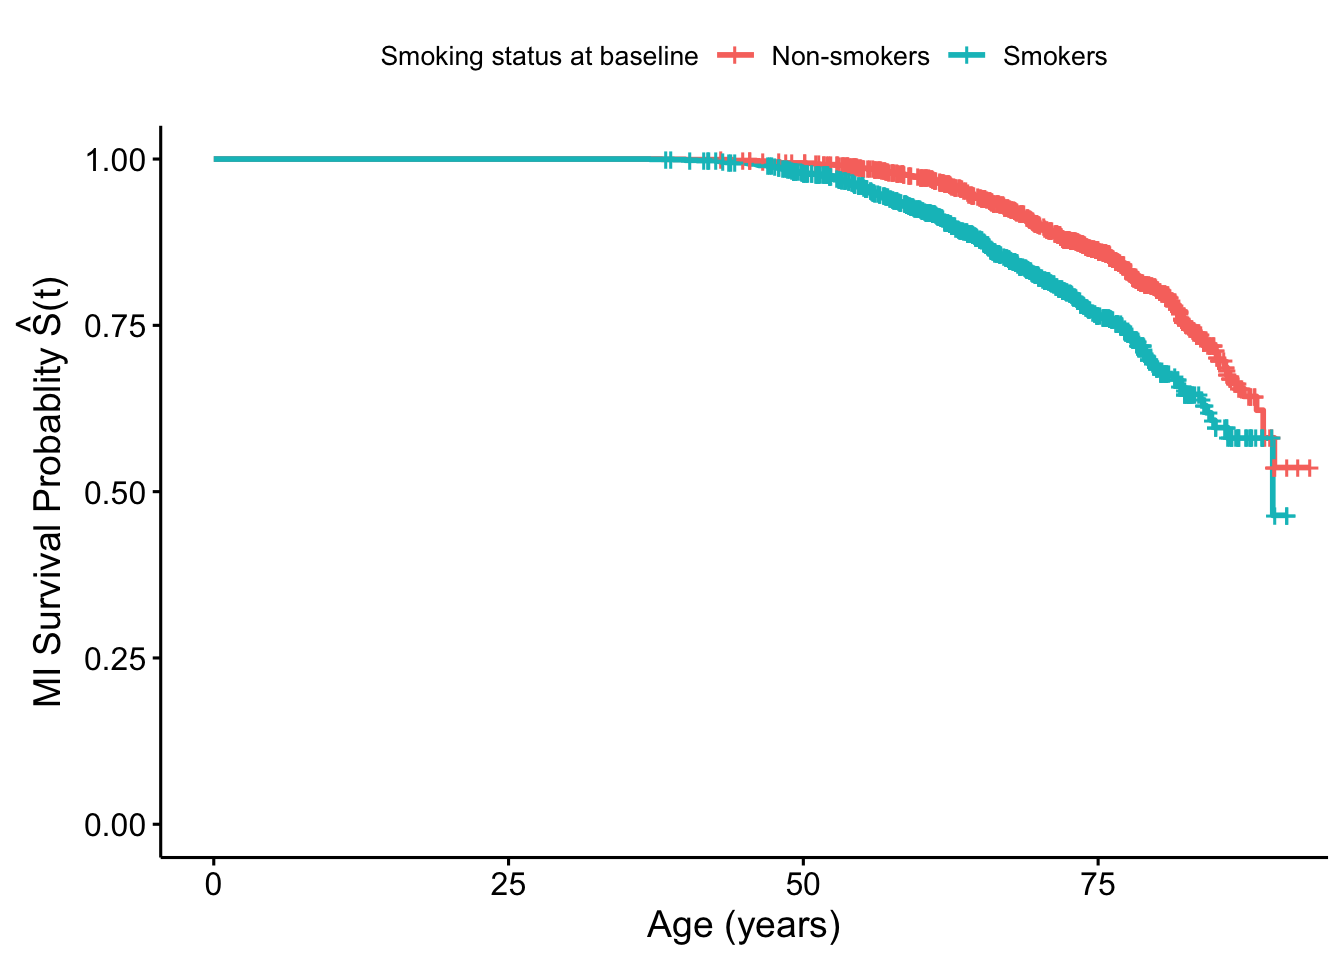 Smoking status at baseline Non-smokers Smokers
MI Survival Probablity Ŝ(t)
1.00
0.75
0.50
0.25
0.00
0 25 50 75
Age (years)